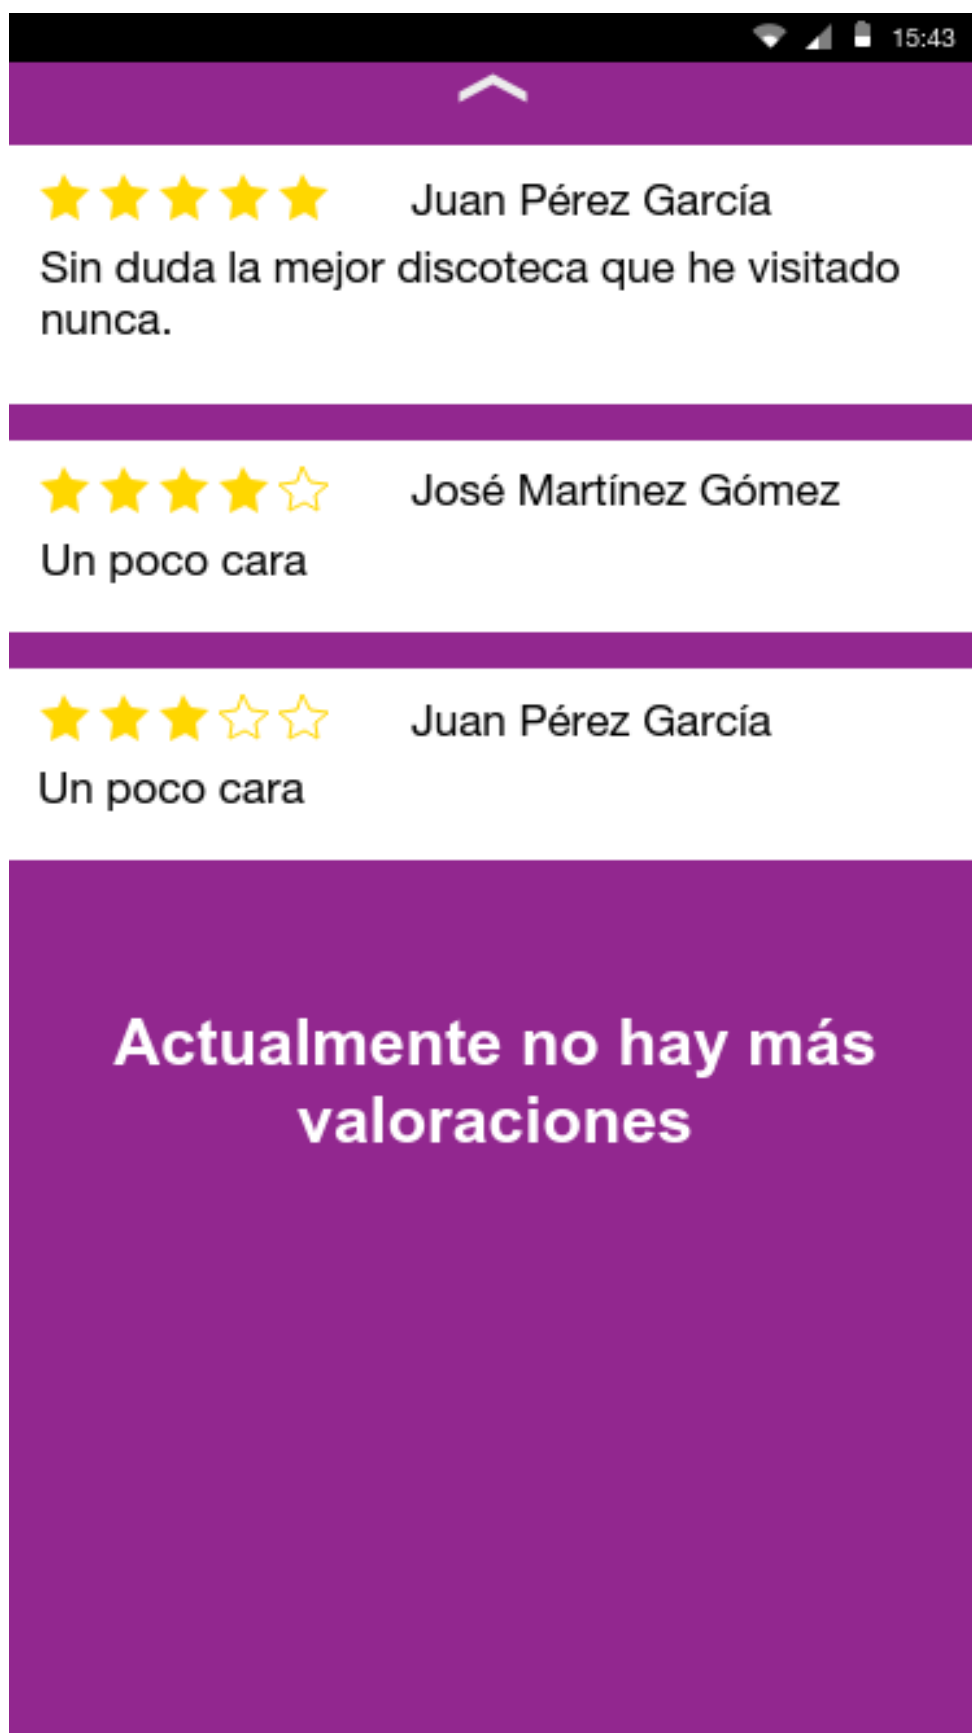 15:43
Juan Pérez García
Sin duda la mejor discoteca que he visitado
nunca.
José Martínez Gómez
Un poco cara
Juan Pérez García
Un poco cara
Actualmente no hay más
valoraciones